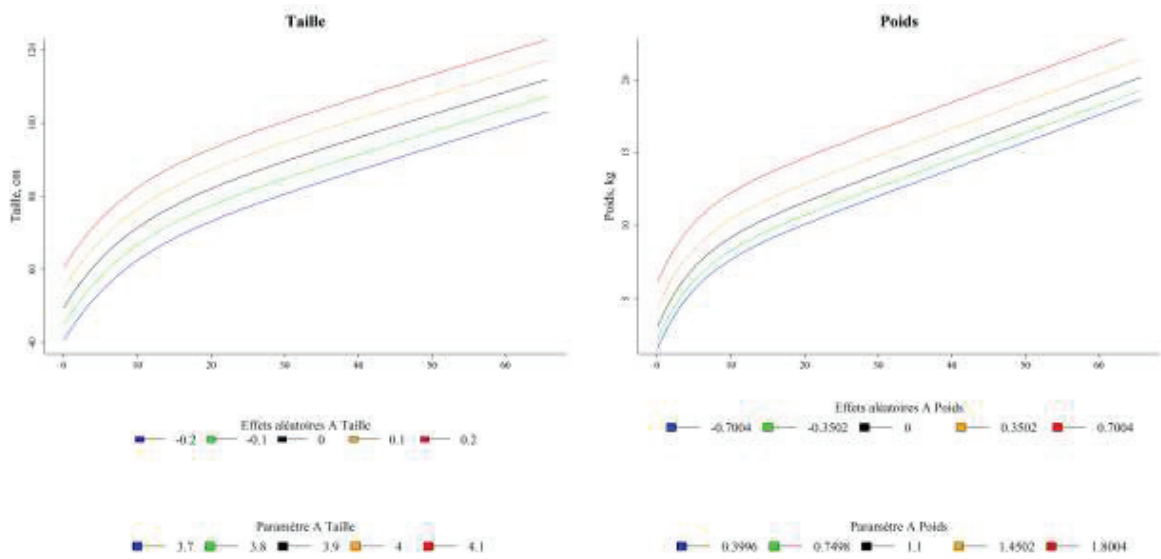 Taille
Poids
Taille, cm
40
60
80
100
124
0
10
20
30
40
50
60
Poids, kg
5
10
15
20
0
10
20
30
40
50
60
Effets aléatoires A Taille
-0.2 -0.1 0 0.1 0.2
Effets aléatoires A Poids
-0.7004 -0.3502 0 0.3502 0.7004
Paramètre A Taille
3.7 3.8 3.9 4 4.1
Paramètre A Poids
0.3996 0.7498 1.1 1.4502 1.8004